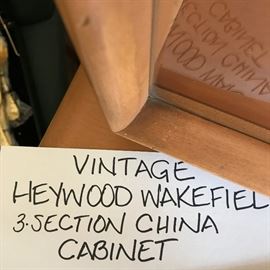 VINTAGE
HEYWOOD WAKEFIEL
3-SECTION CHINA
CABINET